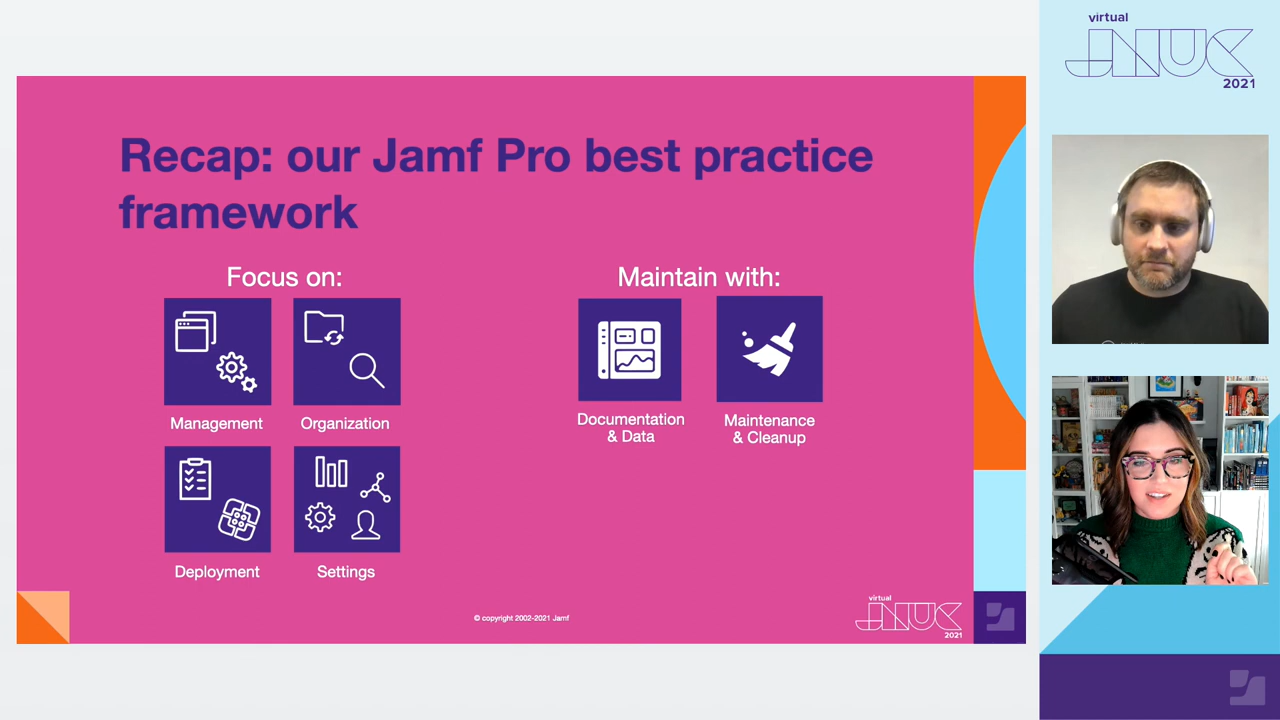 Recap: our Jamf Pro best practice
framework
Focus on:
Maintain with:
Management
Organization
Documentation
& Data
Maintenance
& Cleanup
Deployment
Settings
© copyright 2002-2021 Jamf
virtual
JNUC
2021
virtual
JNUC
2021